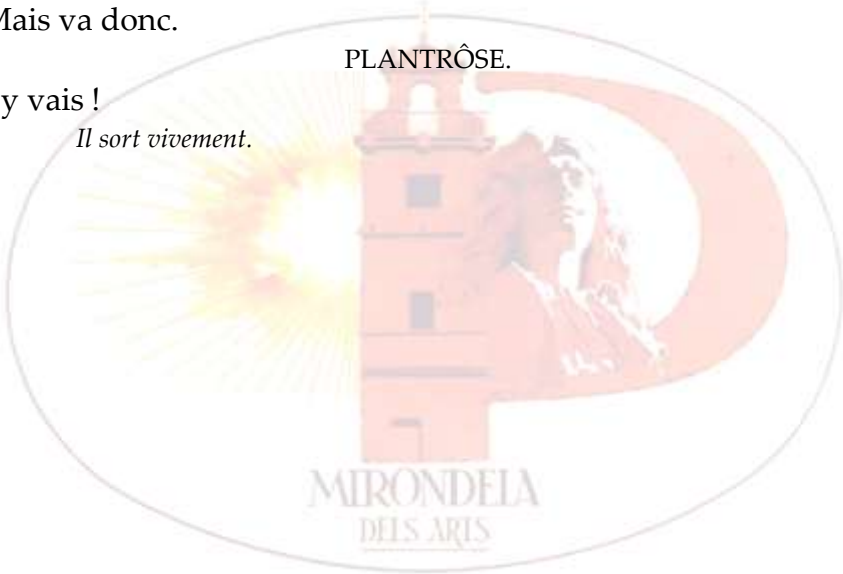 Mais va donc.
PLANTRÔSE.
y vais !
Il sort vivement.
MIRONDELA
DELS ARTS